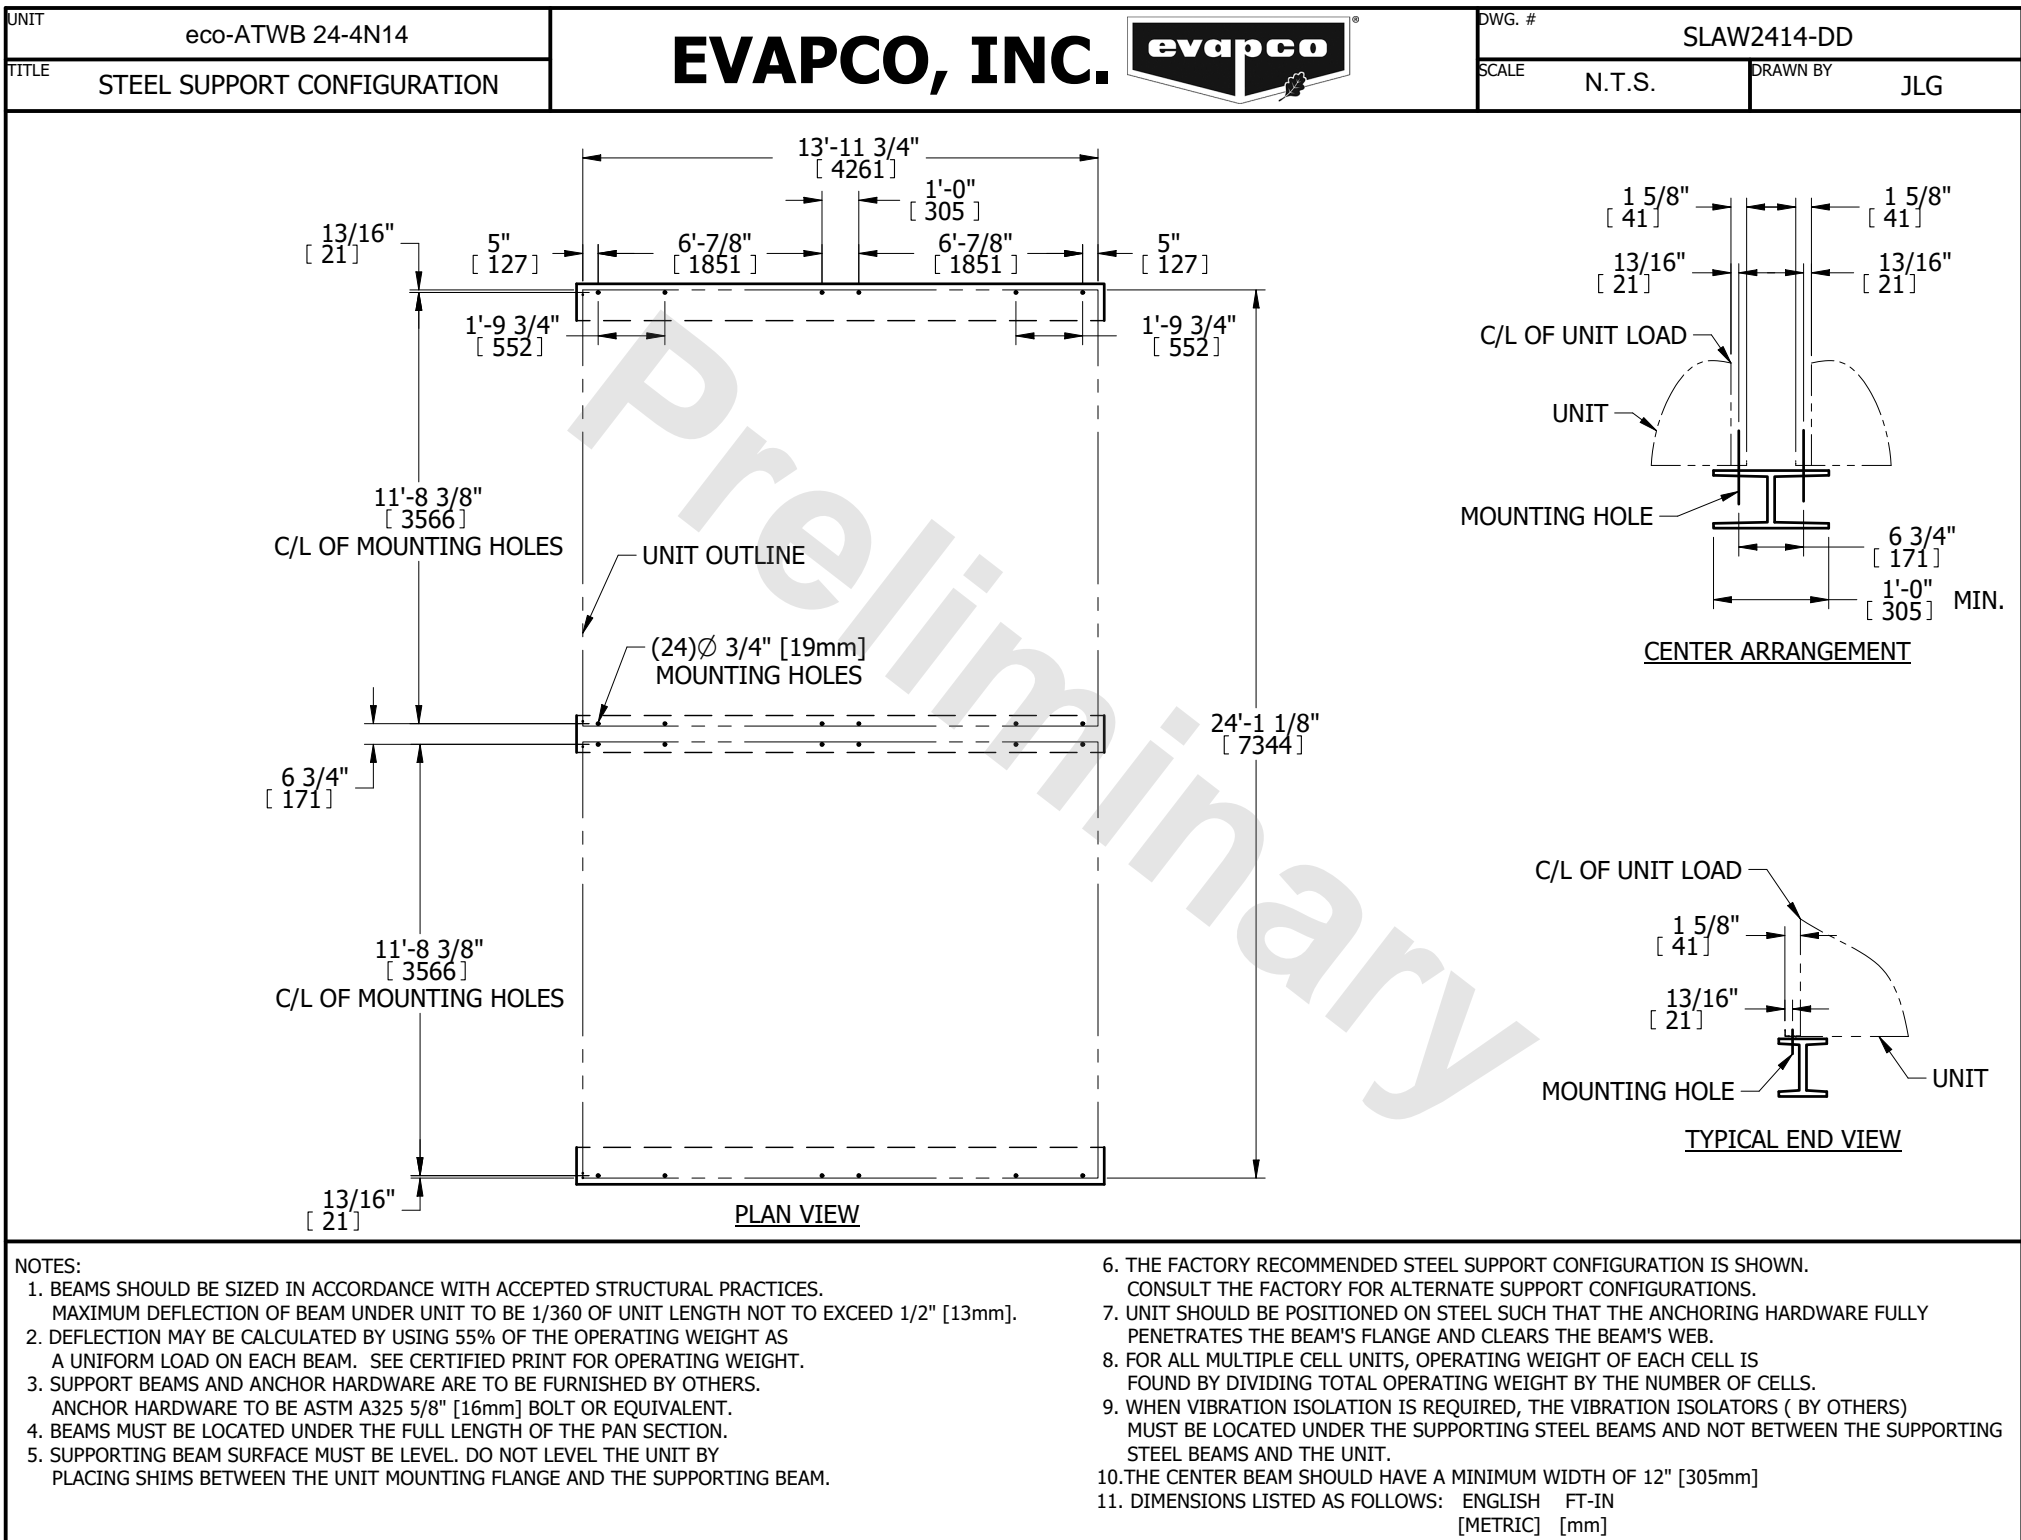 UNIT
eco-ATWB 24-4N14
TITLE
STEEL SUPPORT CONFIGURATION
EVAPCO, INC.
evapco
®
DWG. #
SLAW2414-DD
SCALE
N.T.S.
DRAWN BY
JLG
13'-11 3/4"
[ 4261 ]
1'-0"
[ 305 ]
13/16"
[ 21 ]
5"
[ 127 ]
6'-7/8"
[ 1851 ]
6'-7/8"
[ 1851 ]
5"
[ 127 ]
1'-9 3/4"
[ 552 ]
1'-9 3/4"
[ 552 ]
11'-8 3/8"
[ 3566 ]
C/L OF MOUNTING HOLES
UNIT OUTLINE
(24)∅ 3/4" [19mm]
MOUNTING HOLES
24'-1 1/8"
[ 7344 ]
6 3/4"
[ 171 ]
11'-8 3/8"
[ 3566 ]
C/L OF MOUNTING HOLES
13/16"
[ 21 ]
PLAN VIEW
Preliminary
1 5/8"
[ 41 ]
1 5/8"
[ 41 ]
13/16"
[ 21 ]
13/16"
[ 21 ]
C/L OF UNIT LOAD
UNIT
MOUNTING HOLE
6 3/4"
[ 171 ]
1'-0"
[ 305 ] MIN.
CENTER ARRANGEMENT
C/L OF UNIT LOAD
1 5/8"
[ 41 ]
13/16"
[ 21 ]
MOUNTING HOLE
UNIT
TYPICAL END VIEW
NOTES:
1. BEAMS SHOULD BE SIZED IN ACCORDANCE WITH ACCEPTED STRUCTURAL PRACTICES.
MAXIMUM DEFLECTION OF BEAM UNDER UNIT TO BE 1/360 OF UNIT LENGTH NOT TO EXCEED 1/2" [13mm].
2. DEFLECTION MAY BE CALCULATED BY USING 55% OF THE OPERATING WEIGHT AS
A UNIFORM LOAD ON EACH BEAM. SEE CERTIFIED PRINT FOR OPERATING WEIGHT.
3. SUPPORT BEAMS AND ANCHOR HARDWARE ARE TO BE FURNISHED BY OTHERS.
ANCHOR HARDWARE TO BE ASTM A325 5/8" [16mm] BOLT OR EQUIVALENT.
4. BEAMS MUST BE LOCATED UNDER THE FULL LENGTH OF THE PAN SECTION.
5. SUPPORTING BEAM SURFACE MUST BE LEVEL. DO NOT LEVEL THE UNIT BY
PLACING SHIMS BETWEEN THE UNIT MOUNTING FLANGE AND THE SUPPORTING BEAM.
6. THE FACTORY RECOMMENDED STEEL SUPPORT CONFIGURATION IS SHOWN.
CONSULT THE FACTORY FOR ALTERNATE SUPPORT CONFIGURATIONS.
7. UNIT SHOULD BE POSITIONED ON STEEL SUCH THAT THE ANCHORING HARDWARE FULLY
PENETRATES THE BEAM'S FLANGE AND CLEARS THE BEAM'S WEB.
8. FOR ALL MULTIPLE CELL UNITS, OPERATING WEIGHT OF EACH CELL IS
FOUND BY DIVIDING TOTAL OPERATING WEIGHT BY THE NUMBER OF CELLS.
9. WHEN VIBRATION ISOLATION IS REQUIRED, THE VIBRATION ISOLATORS ( BY OTHERS)
MUST BE LOCATED UNDER THE SUPPORTING STEEL BEAMS AND NOT BETWEEN THE SUPPORTING
STEEL BEAMS AND THE UNIT.
10.THE CENTER BEAM SHOULD HAVE A MINIMUM WIDTH OF 12" [305mm]
11. DIMENSIONS LISTED AS FOLLOWS: ENGLISH FT-IN
[METRIC] [mm]